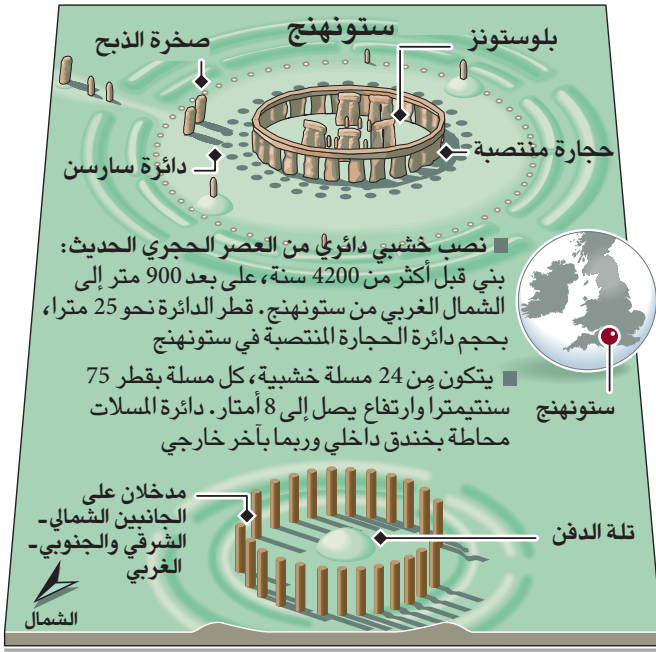 ستونهنج
بلوستونز
صخرة الذبح
حجارة منتصبة
دائرة سارسن
نصب خشبي دائري من العصر الحجري الحديث:
بني قبل أكثر من 4200 سنة، على بعد 900 متر إلى
الشمال الغربي من ستونهنج. قطر الدائرة نحو 25 مترا،
بحجم دائرة الحجارة المنتصبة في ستونهنج
يتكون من 24 مسلة خشبية، كل مسلة بقطر 75
سنتيمترا وارتفاع يصل إلى 8 أمتار. دائرة المسلات
محاطة بخندق داخلي وربما بآخر خارجي
ستونهنج
مدخلان على
الجانبين الشمالي-
الشرقي والجنوبي-
الغربي
تلة الدفن
الشمال